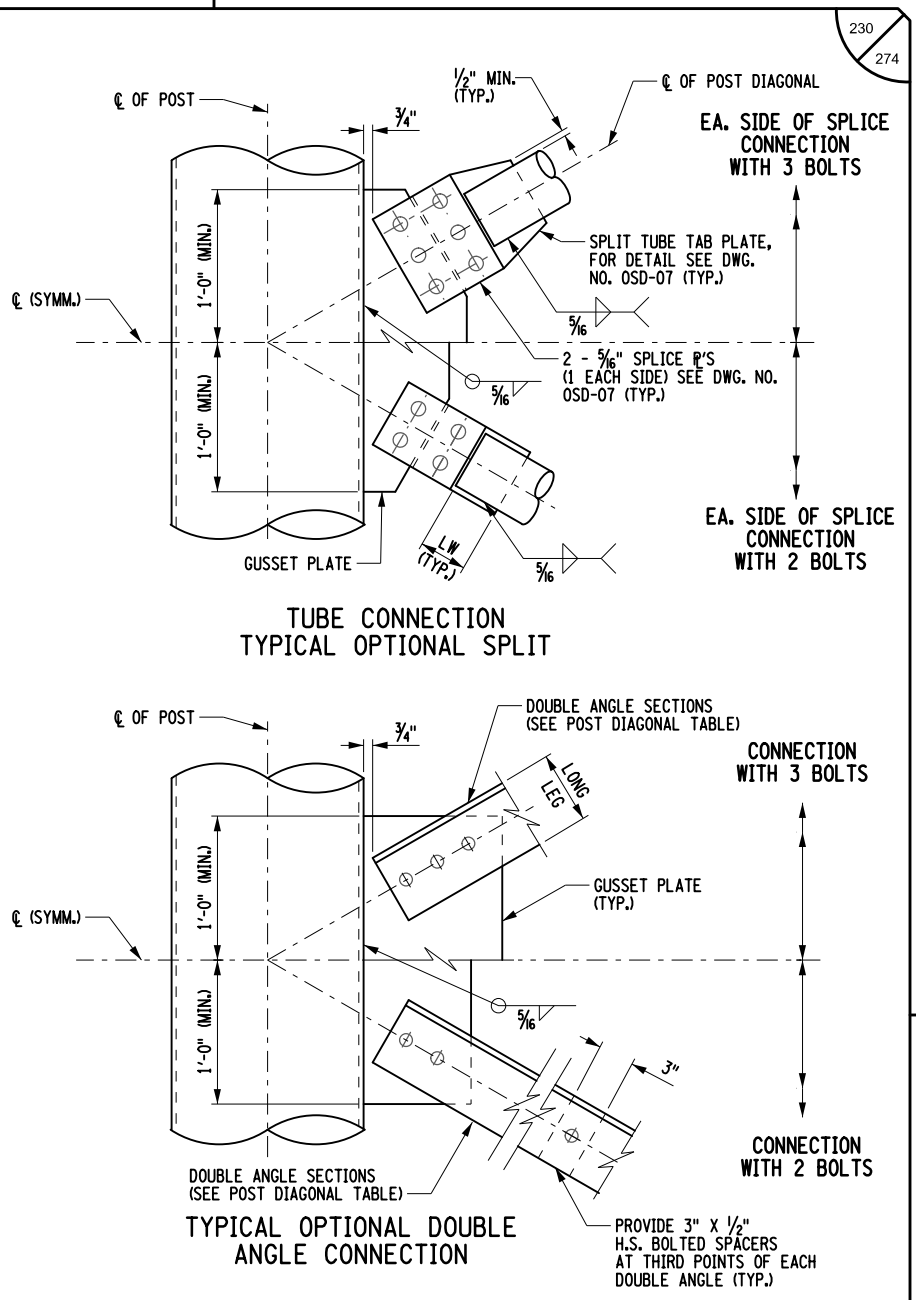 230
274
½" MIN.
(TYP.)
℄ OF POST DIAGONAL
℄ OF POST
¾"
EA. SIDE OF SPLICE
CONNECTION
WITH 3 BOLTS
1'-0" (MIN.)
SPLIT TUBE TAB PLATE,
FOR DETAIL SEE DWG.
NO. OSD-07 (TYP.)
℄ (SYMM.)
5/16
2 - 5/16" SPLICE ℙ'S
(1 EACH SIDE) SEE DWG. NO.
OSD-07 (TYP.)
5/16
1'-0" (MIN.)
EA. SIDE OF SPLICE
CONNECTION
WITH 2 BOLTS
GUSSET PLATE
LW
(TYP.)
5/16
TUBE CONNECTION
TYPICAL OPTIONAL SPLIT
℄ OF POST
¾"
DOUBLE ANGLE SECTIONS
(SEE POST DIAGONAL TABLE)
LONG
LEG
CONNECTION
WITH 3 BOLTS
1'-0" (MIN.)
GUSSET PLATE
(TYP.)
℄ (SYMM.)
5/16
1'-0" (MIN.)
3"
CONNECTION
WITH 2 BOLTS
DOUBLE ANGLE SECTIONS
(SEE POST DIAGONAL TABLE)
TYPICAL OPTIONAL DOUBLE
ANGLE CONNECTION
PROVIDE 3" X ½"
H.S. BOLTED SPACERS
AT THIRD POINTS OF EACH
DOUBLE ANGLE (TYP.)